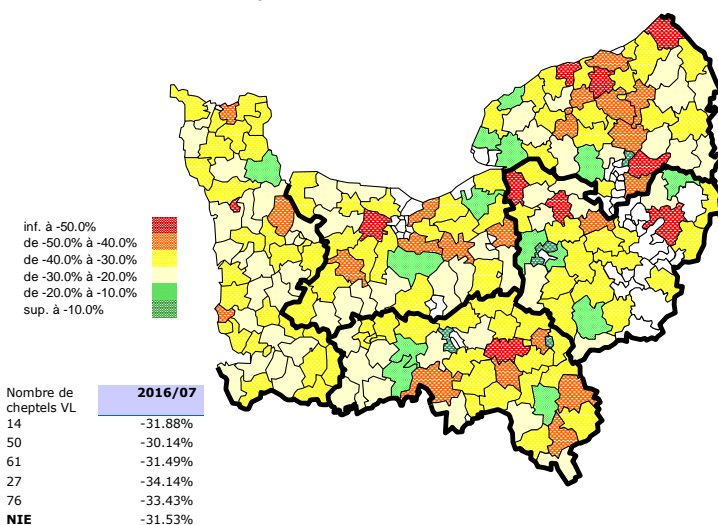 inf. à -50.0%
de -50.0% à -40.0%
de -40.0% à -30.0%
de -30.0% à -20.0%
de -20.0% à -10.0%
sup. à -10.0%
Nombre de cheptels VL 2016/07
14 -31.88%
50 -30.14%
61 -31.49%
27 -34.14%
76 -33.43%
NIE -31.53%